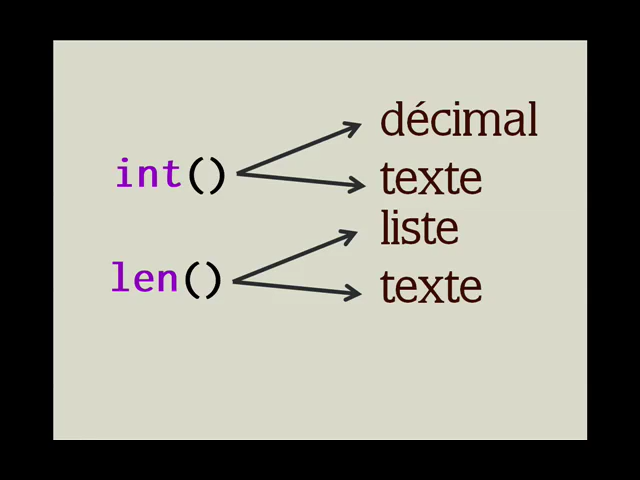 décimal
int() texte
liste
len() texte